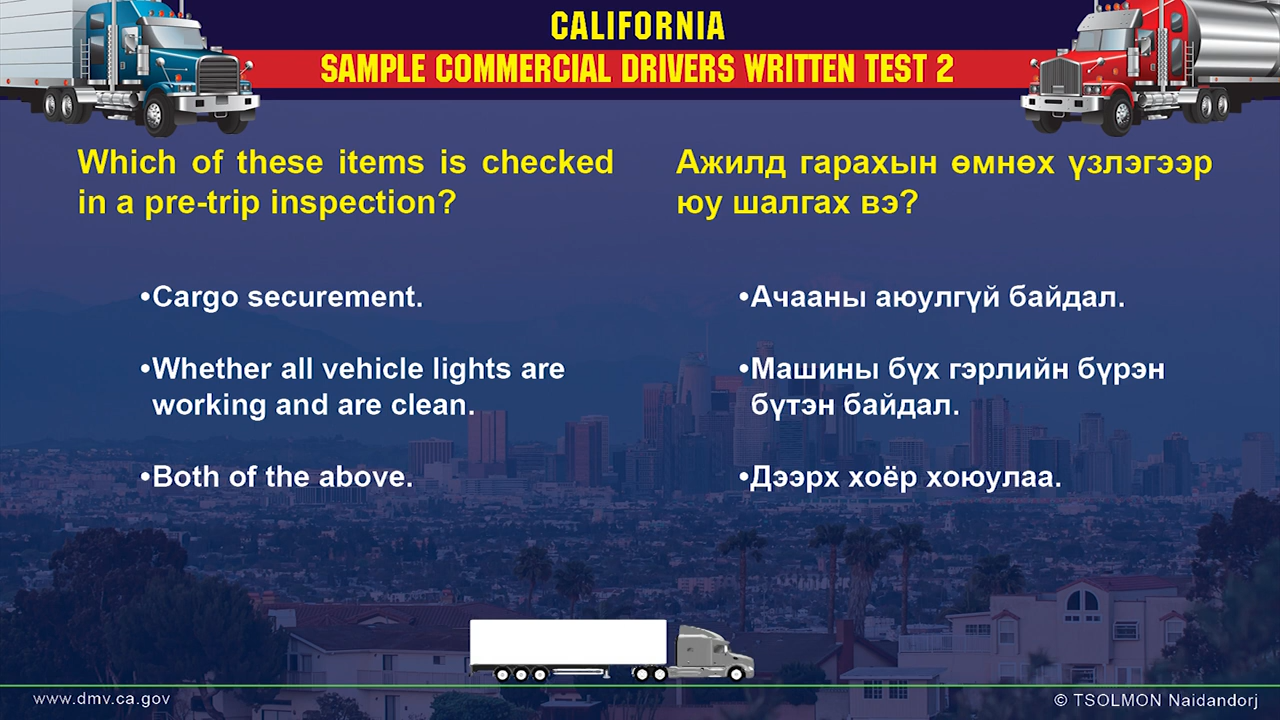 CALIFORNIA
SAMPLE COMMERCIAL DRIVERS WRITTEN TEST 2
Which of these items is checked
in a pre-trip inspection?
•Cargo securement.
•Whether all vehicle lights are
working and are clean.
•Both of the above.
Ажилд гарахын өмнөх үзлэгээр
юу шалгах вэ?
•Ачааны аюулгүй байдал.
•Машины бүх гэрлийн бүрэн
бүтэн байдал.
•Дээрх хоёр хоюулаа.
www.dmv.ca.gov
© TSOLMON Naidandorj